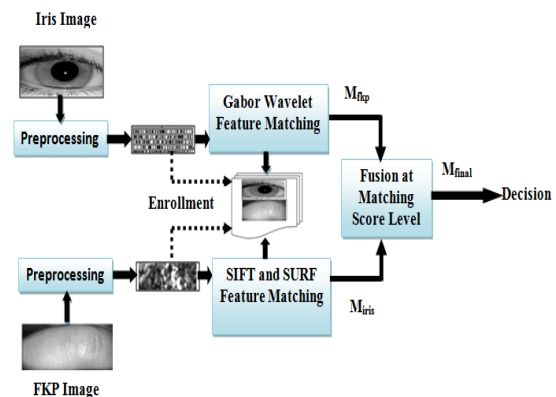 Iris Image
Preprocessing
Gabor Wavelet
Feature Matching
Mfkp
Enrollment
Fusion at
Matching
Score Level
Mfinal
Decision
Preprocessing
SIFT and SURF
Feature Matching
Miris
FKP Image